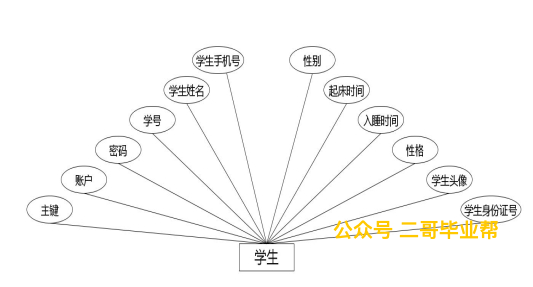 学生手机号
性别
学生姓名
起床时间
学号
入睡时间
密码
性格
账户
学生头像
主键
学生身份证号
公众号 二哥毕业帮
学生